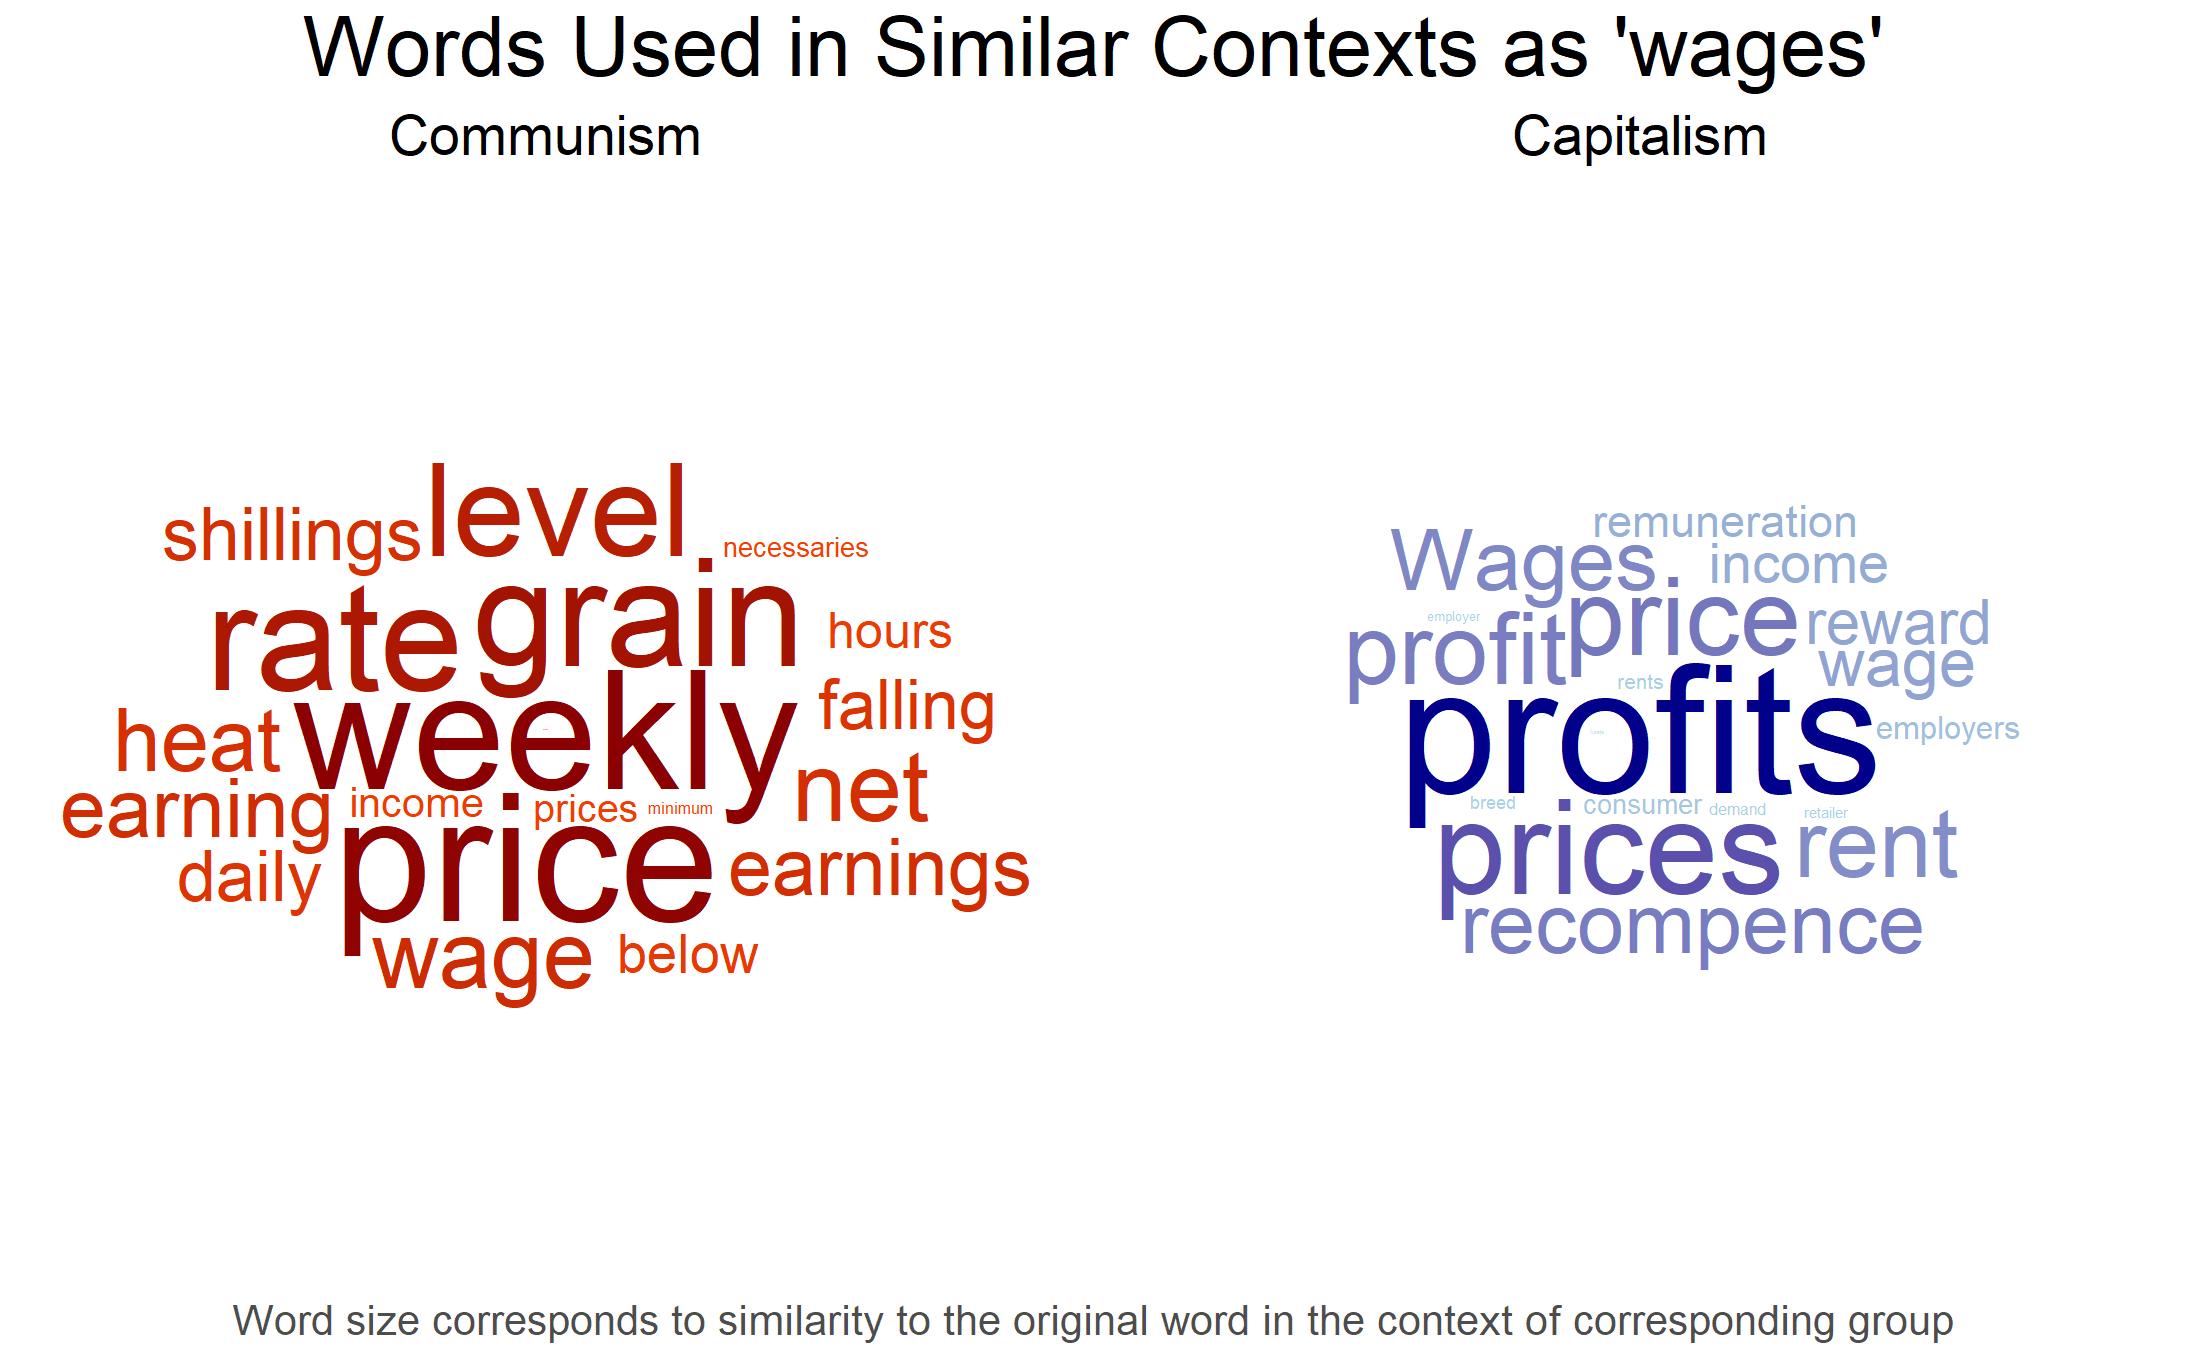 Words Used in Similar Contexts as 'wages'
Communism
Capitalism
level
shillings
necessaries
grain
rate
hours
weekly
falling
heat
net
earning
income
prices
minimum
price
earnings
daily
wage
below
remuneration
Wages
income
employer
price
reward
profit
wage
rents
profits
employers
breed
consumer
demand
retailer
prices
rent
recompence
Word size corresponds to similarity to the original word in the context of corresponding group